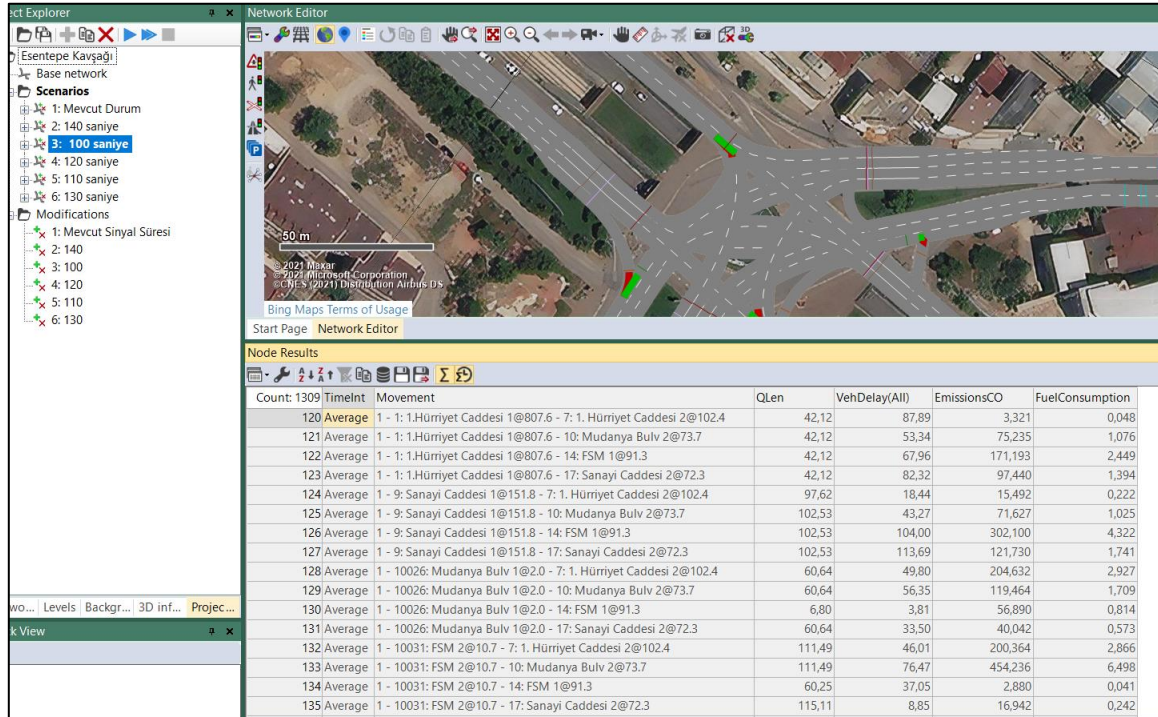 ect Explorer
Network Editor
Esentepe Kavşağı
Base network
Scenarios
1: Mevcut Durum
2: 140 saniye
3: 100 saniye
4: 120 saniye
5: 110 saniye
6: 130 saniye
Modifications
1: Mevcut Sinyal Süresi
2: 140
3: 100
4: 120
5: 110
6: 130
wo... Levels Backgr... 3D inf... Projec...
k View
50 m
© 2021 Maxar
© 2021 Microsoft Corporation
©CNES (2021) Distribution Airbus DS
Bing Maps Terms of Usage
Start Page Network Editor
Node Results
Count: 1309 TimeInt Movement QLen VehDelay(All) EmissionsCO FuelConsumption
120 Average 1 - 1: 1.Hürriyet Caddesi 1@807.6 - 7: 1. Hürriyet Caddesi 2@102.4 42,12 87,89 3,321 0,048
121 Average 1 - 1: 1.Hürriyet Caddesi 1@807.6 - 10: Mudanya Bulv 2@73.7 42,12 53,34 75,235 1,076
122 Average 1 - 1: 1.Hürriyet Caddesi 1@807.6 - 14: FSM 1@91.3 42,12 67,96 171,193 2,449
123 Average 1 - 1: 1.Hürriyet Caddesi 1@807.6 - 17: Sanayi Caddesi 2@72.3 42,12 82,32 97,440 1,394
124 Average 1 - 9: Sanayi Caddesi 1@151.8 - 7: 1. Hürriyet Caddesi 2@102.4 97,62 18,44 15,492 0,222
125 Average 1 - 9: Sanayi Caddesi 1@151.8 - 10: Mudanya Bulv 2@73.7 102,53 43,27 71,627 1,025
126 Average 1 - 9: Sanayi Caddesi 1@151.8 - 14: FSM 1@91.3 102,53 104,00 302,100 4,322
127 Average 1 - 9: Sanayi Caddesi 1@151.8 - 17: Sanayi Caddesi 2@72.3 102,53 113,69 121,730 1,741
128 Average 1 - 10026: Mudanya Bulv 1@2.0 - 7: 1. Hürriyet Caddesi 2@102.4 60,64 49,80 204,632 2,927
129 Average 1 - 10026: Mudanya Bulv 1@2.0 - 10: Mudanya Bulv 2@73.7 60,64 56,35 119,464 1,709
130 Average 1 - 10026: Mudanya Bulv 1@2.0 - 14: FSM 1@91.3 6,80 3,81 56,890 0,814
131 Average 1 - 10026: Mudanya Bulv 1@2.0 - 17: Sanayi Caddesi 2@72.3 60,64 33,50 40,042 0,573
132 Average 1 - 10031: FSM 2@10.7 - 7: 1. Hürriyet Caddesi 2@102.4 111,49 46,01 200,364 2,866
133 Average 1 - 10031: FSM 2@10.7 - 10: Mudanya Bulv 2@73.7 111,49 76,47 454,236 6,498
134 Average 1 - 10031: FSM 2@10.7 - 14: FSM 1@91.3 60,25 37,05 2,880 0,041
135 Average 1 - 10031: FSM 2@10.7 - 17: Sanayi Caddesi 2@72.3 115,11 8,85 16,942 0,242